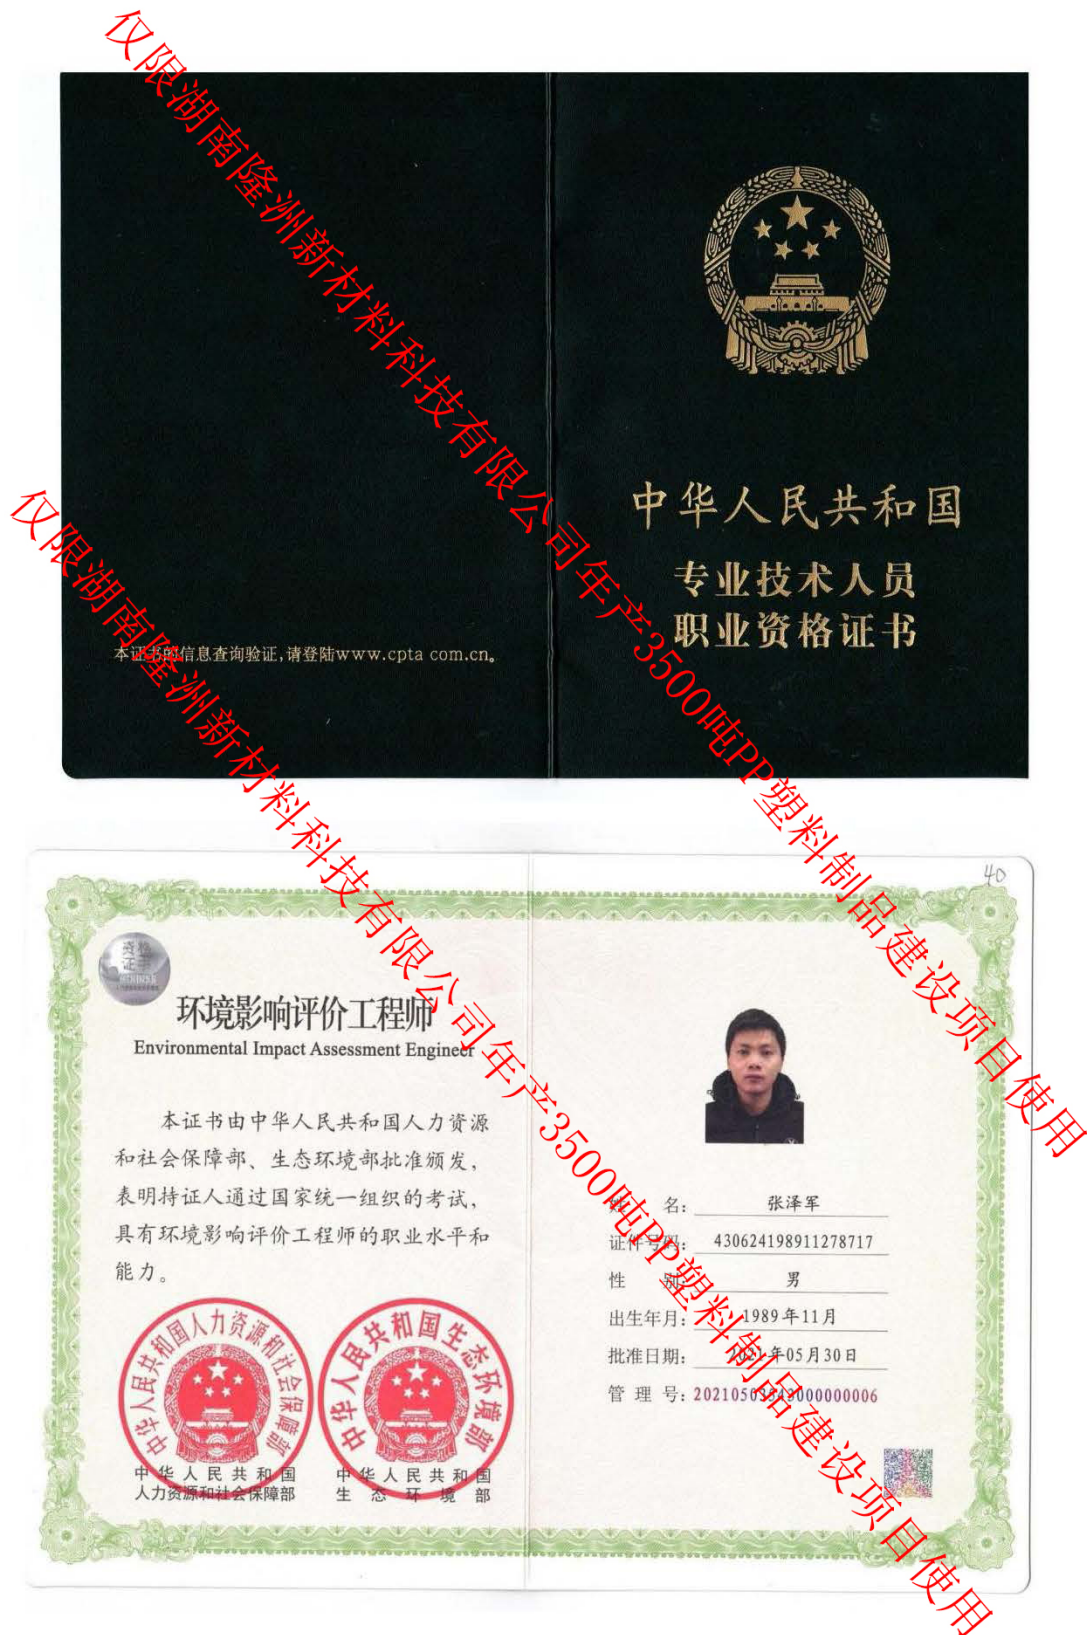 仅限湖南隆洲新材料科技有限公司年产3500吨PP塑料制品建设项目使用
中华人民共和国
专业技术人员
职业资格证书
本证书的信息查询验证,请登陆www.cpta com.cn。
仅限湖南隆洲新材料科技有限公司年产3500吨PP塑料制品建设项目使用
40
资格
证书
环境影响评价工程师
Environmental Impact Assessment Engineer
本证书由中华人民共和国人力资源
和社会保障部、生态环境部批准颁发,
表明持证人通过国家统一组织的考试,
具有环境影响评价工程师的职业水平和
能力。
中华人民共和国人力资源和社会保障部
中华人民共和国生态环境部
中华人民共和国
人力资源和社会保障部
中华人民共和国
生态环境部
姓 名: 张泽军
证件号码: 430624198911278717
性 别: 男
出生年月: 1989年11月
批准日期: 2021年05月30日
管 理 号: 20210503543000000006